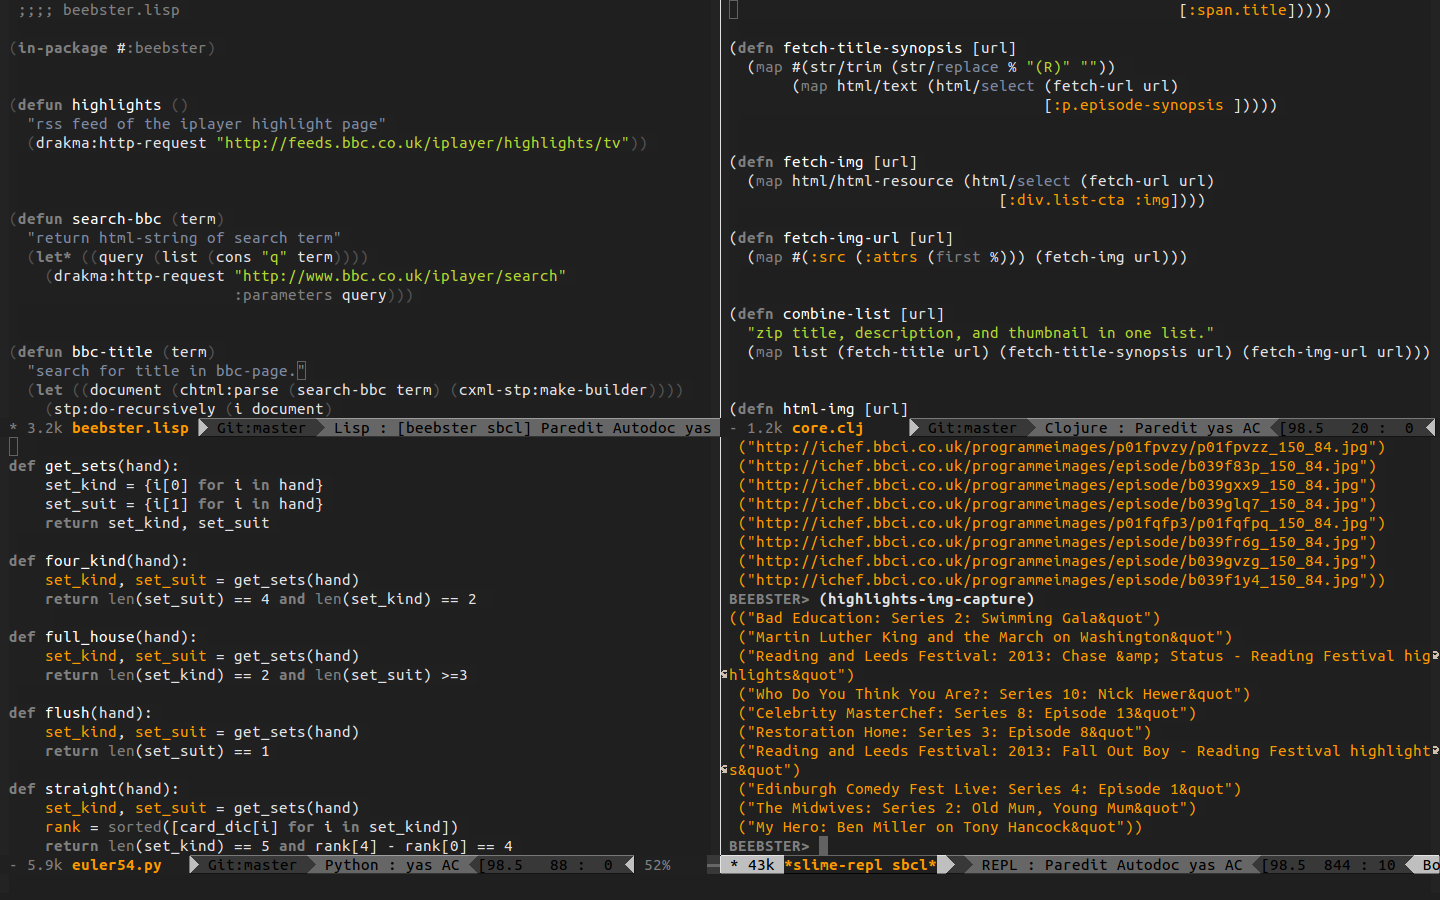 ;;;; beebster.lisp
(in-package #:beebster)
(defun highlights ()
"rss feed of the iplayer highlight page"
(drakma:http-request "http://feeds.bbc.co.uk/iplayer/highlights/tv"))
(defun search-bbc (term)
"return html-string of search term"
(let* ((query (list (cons "q" term))))
(drakma:http-request "http://www.bbc.co.uk/iplayer/search"
:parameters query)))
(defun bbc-title (term)
"search for title in bbc-page."
(let ((document (chtml:parse (search-bbc term) (cxml-stp:make-builder))))
(stp:do-recursively (i document)
* 3.2k beebster.lisp Git:master Lisp : [beebster sbcl] Paredit Autodoc yas
[:span.title]))))
(defn fetch-title-synopsis [url]
(map #(str/trim (str/replace % "(R)" ""))
(map html/text (html/select (fetch-url url)
[:p.episode-synopsis ]))))
(defn fetch-img [url]
(map html/html-resource (html/select (fetch-url url)
[:div.list-cta :img])))
(defn fetch-img-url [url]
(map #(:src (:attrs (first %))) (fetch-img url)))
(defn combine-list [url]
"zip title, description, and thumbnail in one list."
(map list (fetch-title url) (fetch-title-synopsis url) (fetch-img-url url)))
(defn html-img [url]
- 1.2k core.clj Git:master Clojure : Paredit yas AC [98.5 20 : 0
def get_sets(hand):
set_kind = {i[0] for i in hand}
set_suit = {i[1] for i in hand}
return set_kind, set_suit
def four_kind(hand):
set_kind, set_suit = get_sets(hand)
return len(set_suit) == 4 and len(set_kind) == 2
def full_house(hand):
set_kind, set_suit = get_sets(hand)
return len(set_kind) == 2 and len(set_suit) >=3
def flush(hand):
set_kind, set_suit = get_sets(hand)
return len(set_suit) == 1
def straight(hand):
set_kind, set_suit = get_sets(hand)
rank = sorted([card_dic[i] for i in set_kind])
return len(set_kind) == 5 and rank[4] - rank[0] == 4
- 5.9k euler54.py Git:master Python : yas AC [98.5 88 : 0 52%
("http://ichef.bbci.co.uk/programmeimages/p01fpvzy/p01fpvzz_150_84.jpg")
("http://ichef.bbci.co.uk/programmeimages/episode/b039f83p_150_84.jpg")
("http://ichef.bbci.co.uk/programmeimages/episode/b039gxx9_150_84.jpg")
("http://ichef.bbci.co.uk/programmeimages/episode/b039glq7_150_84.jpg")
("http://ichef.bbci.co.uk/programmeimages/p01fqfp3/p01fqfpq_150_84.jpg")
("http://ichef.bbci.co.uk/programmeimages/episode/b039fr6g_150_84.jpg")
("http://ichef.bbci.co.uk/programmeimages/episode/b039gvzg_150_84.jpg")
("http://ichef.bbci.co.uk/programmeimages/episode/b039f1y4_150_84.jpg"))
BEEBSTER> (highlights-img-capture)
(("Bad Education: Series 2: Swimming Gala&quot")
("Martin Luther King and the March on Washington&quot")
("Reading and Leeds Festival: 2013: Chase &amp; Status - Reading Festival hig
hlights&quot")
("Who Do You Think You Are?: Series 10: Nick Hewer&quot")
("Celebrity MasterChef: Series 8: Episode 13&quot")
("Restoration Home: Series 3: Episode 8&quot")
("Reading and Leeds Festival: 2013: Fall Out Boy - Reading Festival highlight
s&quot")
("Edinburgh Comedy Fest Live: Series 4: Episode 1&quot")
("The Midwives: Series 2: Old Mum, Young Mum&quot")
("My Hero: Ben Miller on Tony Hancock&quot"))
BEEBSTER>
* 43k *slime-repl sbcl* REPL : Paredit Autodoc yas AC [98.5 844 : 10 Bo